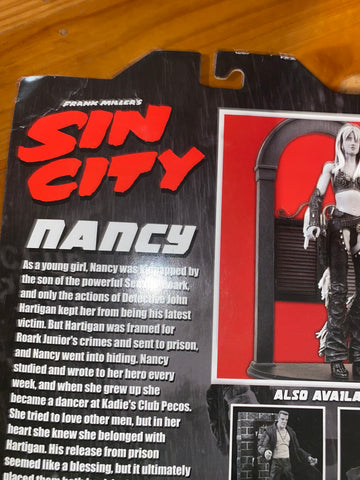 FRANK MILLER'S
SIN
CITY
NANCY
As a young girl, Nancy was kidnapped by
the son of the powerful Senator Roark,
and only the actions of Detective John
Hartigan kept her from being his latest
victim. But Hartigan was framed for
Roark Junior's crimes and sent to prison,
and Nancy went into hiding. Nancy
studied and wrote to her hero every
week, and when she grew up she
became a dancer at Kadie's Club Pecos.
She tried to love other men, but in her
heart she knew she belonged with
Hartigan. His release from prison
seemed like a blessing, but it ultimately
placed them both
ALSO AVAILA